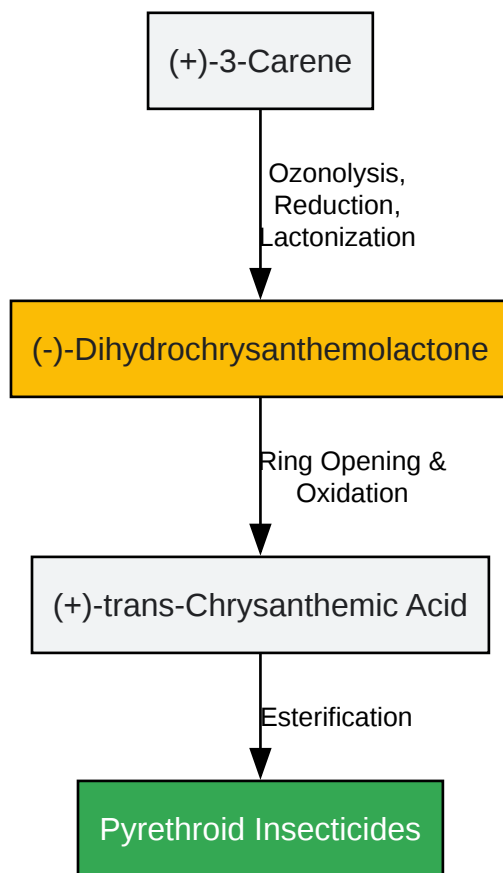 (+)-3-Carene
Ozonolysis,
Reduction,
Lactonization
(-)-Dihydrochrysanthemolactone
Ring Opening &
Oxidation
(+)-trans-Chrysanthemic Acid
Esterification
Pyrethroid Insecticides